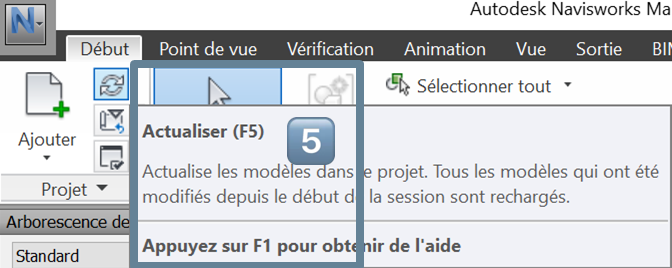 Autodesk Navisworks Ma
N
Début Point de vue Vérification Animation Vue Sortie BIM
Sélectionner tout
Ajouter
Actualiser (F5)
5
Actualise les modèles dans le projet. Tous les modèles qui ont été
modifiés depuis le début de la session sont rechargés.
Projet
Arborescence de
Appuyez sur F1 pour obtenir de l'aide
Standard